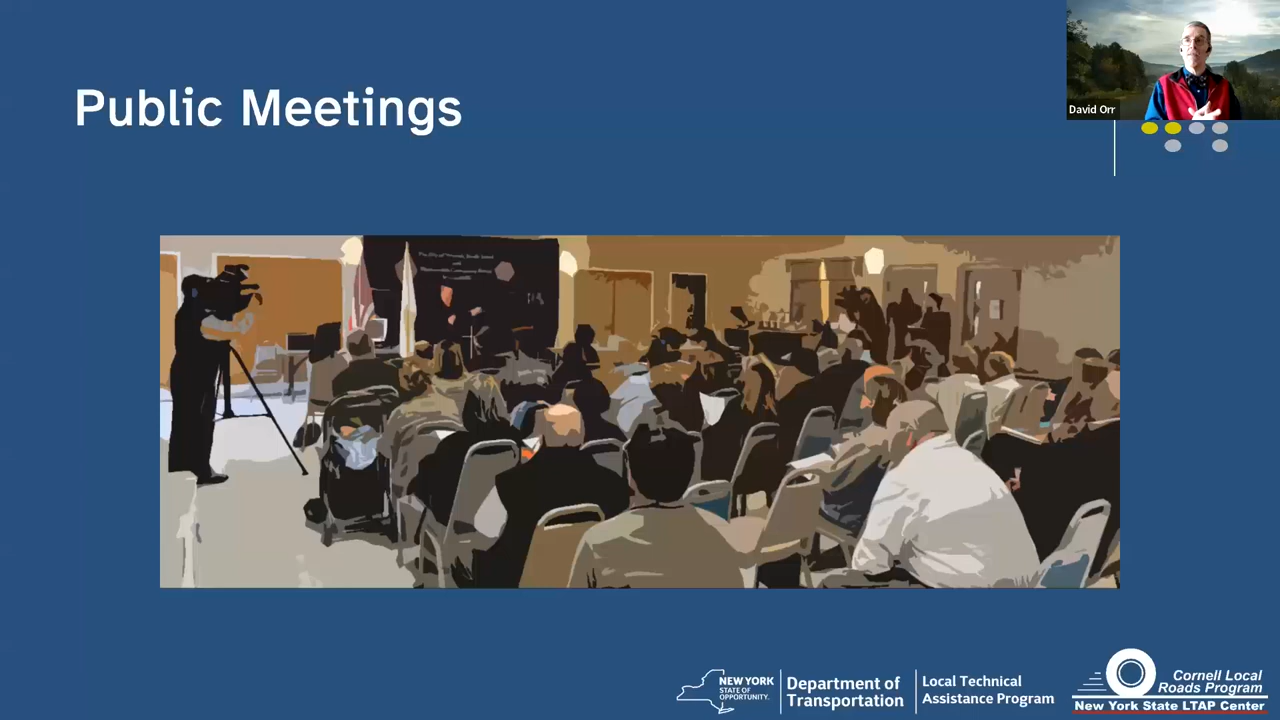 Public Meetings
David Orr
NEW YORK
STATE OF
OPPORTUNITY.
Department of
Transportation
Local Technical
Assistance Program
Cornell Local
Roads Program
New York State LTAP Center